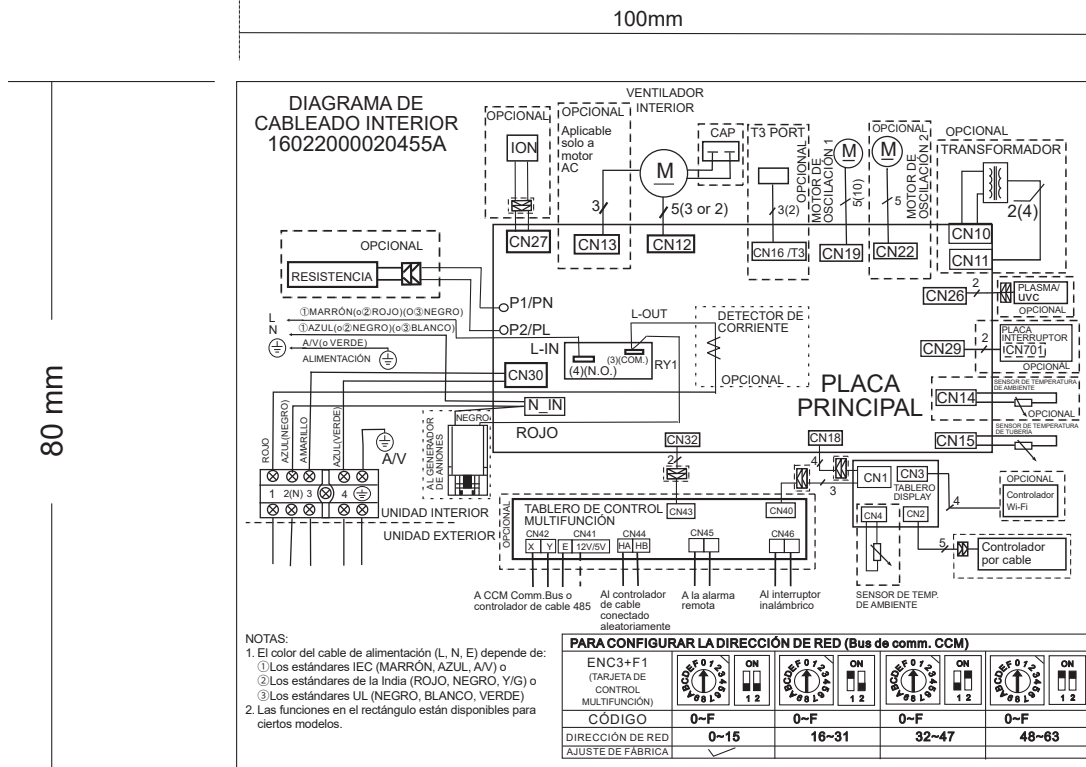 100mm
80 mm
DIAGRAMA DE
CABLEADO INTERIOR
16022000020455A
OPCIONAL
ION
CN27
OPCIONAL
Aplicable
solo a
motor
AC
3
CN13
VENTILADOR
INTERIOR
M
CAP
5(3 or 2)
CN12
T3 PORT
OPCIONAL
3(2)
CN16 /T3
MOTOR DE
OSCILACIÓN 1
M
5(10)
CN19
OPCIONAL
M
MOTOR DE
OSCILACIÓN 2
5
CN22
OPCIONAL
TRANSFORMADOR
2(4)
CN10
CN11
OPCIONAL
RESISTENCIA
P1/PN
P2/PL
L
N
①MARRÓN(o②ROJO)(O③NEGRO)
①AZUL(o②NEGRO)(o③BLANCO)
A/V(o VERDE)
ALIMENTACIÓN
L-IN
L-OUT
(3)(COM.)
(4)(N.O.)
RY1
DETECTOR DE
CORRIENTE
OPCIONAL
CN30
N_IN
ROJO
NEGRO
AL GENERADOR
DE ANIONES
PLACA
PRINCIPAL
CN26
2
PLASMA/
UVC
OPCIONAL
CN29
2
PLACA
INTERRUPTOR
CN701
OPCIONAL
CN14
SENSOR DE TEMPERATURA
DE AMBIENTE
OPCIONAL
CN15
SENSOR DE TEMPERATURA
DE TUBERÍA
ROJO
AZUL(NEGRO)
AMARILLO
AZUL(VERDE)
A/V
1 2(N) 3 4
UNIDAD INTERIOR
UNIDAD EXTERIOR
CN32
2
CN18
4
3
OPCIONAL
TABLERO DE CONTROL
MULTIFUNCIÓN
CN43
CN40
CN42
CN41
CN44
CN45
CN46
X Y E 12V/5V HA HB
A CCM Comm.Bus o
controlador de cable 485
Al controlador
de cable
conectado
aleatoriamente
A la alarma
remota
Al interruptor
inalámbrico
CN1
CN3
TABLERO
DISPLAY
CN4
CN2
SENSOR DE TEMP.
DE AMBIENTE
4
OPCIONAL
Controlador
Wi-Fi
5
Controlador
por cable
NOTAS:
1. El color del cable de alimentación (L, N, E) depende de:
①Los estándares IEC (MARRÓN, AZUL, A/V) o
②Los estándares de la India (ROJO, NEGRO, Y/G) o
③Los estándares UL (NEGRO, BLANCO, VERDE)
2. Las funciones en el rectángulo están disponibles para
ciertos modelos.
PARA CONFIGURAR LA DIRECCIÓN DE RED (Bus de comm. CCM)
ENC3+F1
(TARJETA DE
CONTROL
MULTIFUNCIÓN)
0123456789ABCDEF
ON
1 2
0123456789ABCDEF
ON
1 2
0123456789ABCDEF
ON
1 2
0123456789ABCDEF
ON
1 2
CÓDIGO 0~F 0~F 0~F 0~F
DIRECCIÓN DE RED 0~15 16~31 32~47 48~63
AJUSTE DE FÁBRICA